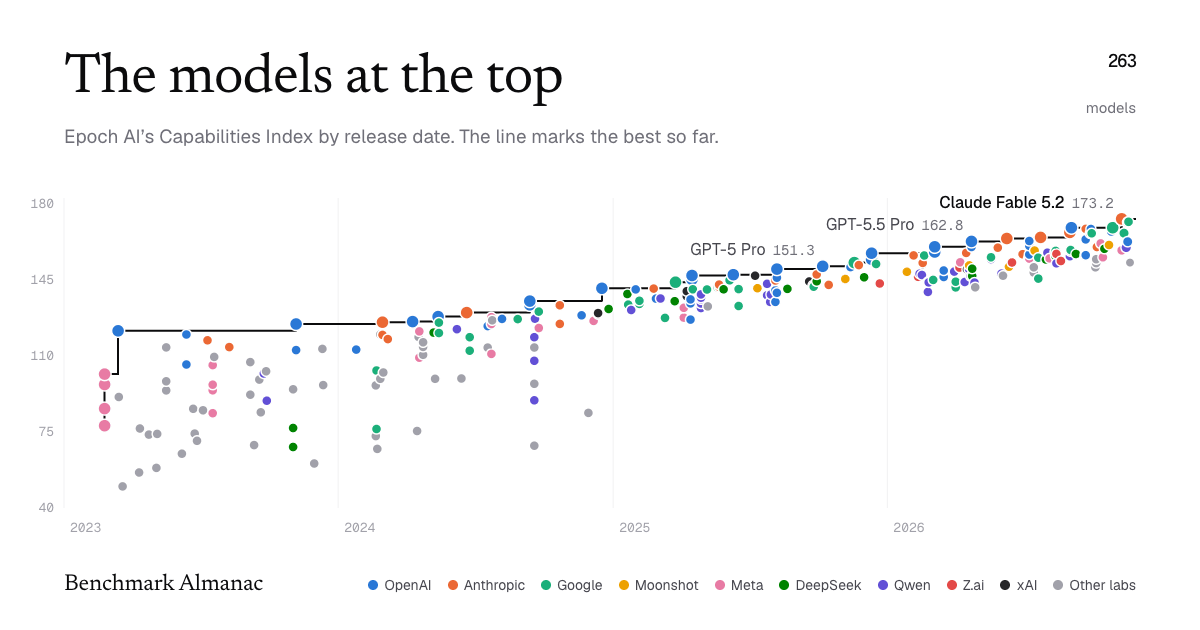 The models at the top
263
models
Epoch AI's Capabilities Index by release date. The line marks the best so far.
180
Claude Fable 5.2 173.2
GPT-5.5 Pro 162.8
GPT-5 Pro 151.3
145
110
75
40
2023
2024
2025
2026
Benchmark Almanac
OpenAI
Anthropic
Google
Moonshot
Meta
DeepSeek
Qwen
Z.ai
xAI
Other labs